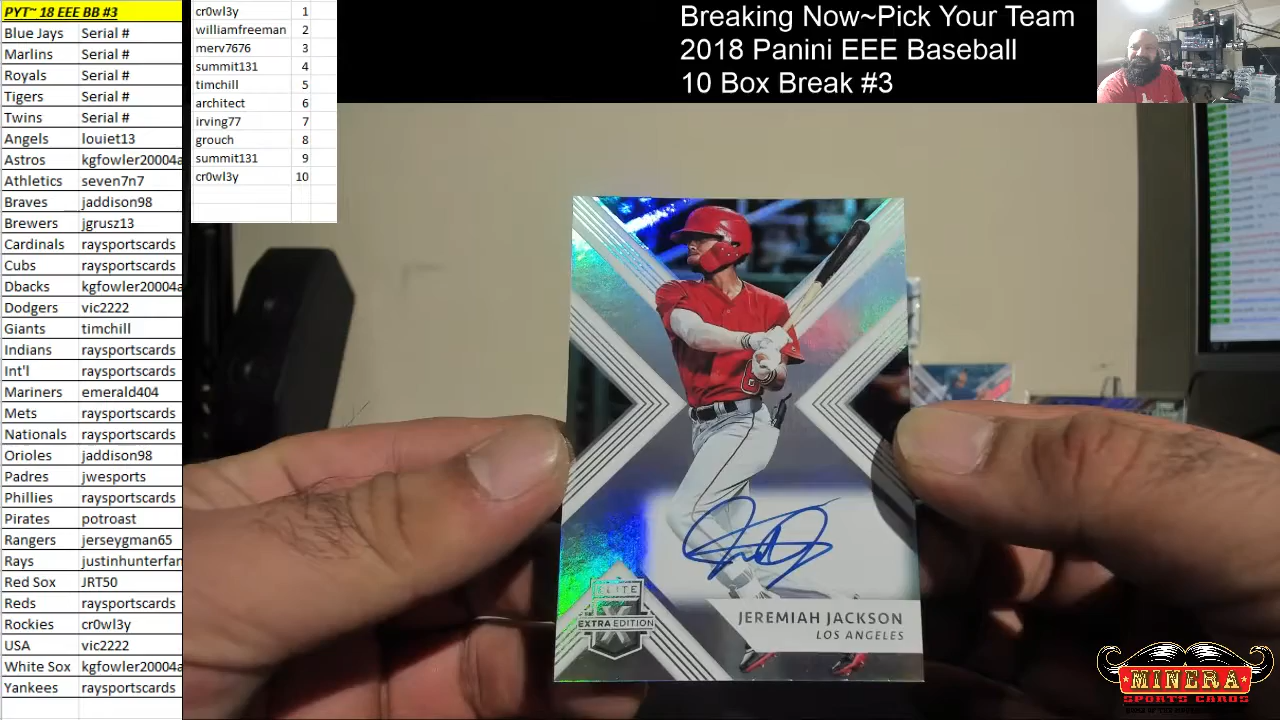 PYT~ 18 EEE BB #3
Blue Jays Serial #
Marlins Serial #
Royals Serial #
Tigers Serial #
Twins Serial #
Angels louiet13
Astros kgfowler20004a
Athletics seven7n7
Braves jaddison98
Brewers jgrusz13
Cardinals raysportscards
Cubs raysportscards
Dbacks kgfowler20004a
Dodgers vic2222
Giants timchill
Indians raysportscards
Int'l raysportscards
Mariners emerald404
Mets raysportscards
Nationals raysportscards
Orioles jaddison98
Padres jwesports
Phillies raysportscards
Pirates potroast
Rangers jerseygman65
Rays justinhunterfan
Red Sox JRT50
Reds raysportscards
Rockies cr0wl3y
USA vic2222
White Sox kgfowler20004a
Yankees raysportscards
cr0wl3y 1
williamfreeman 2
merv7676 3
summit131 4
timchill 5
architect 6
irving77 7
grouch 8
summit131 9
cr0wl3y 10
Breaking Now~Pick Your Team
2018 Panini EEE Baseball
10 Box Break #3
ELITE
EXTRA EDITION
JEREMIAH JACKSON
LOS ANGELES
MINERA
SPORTS CARDS